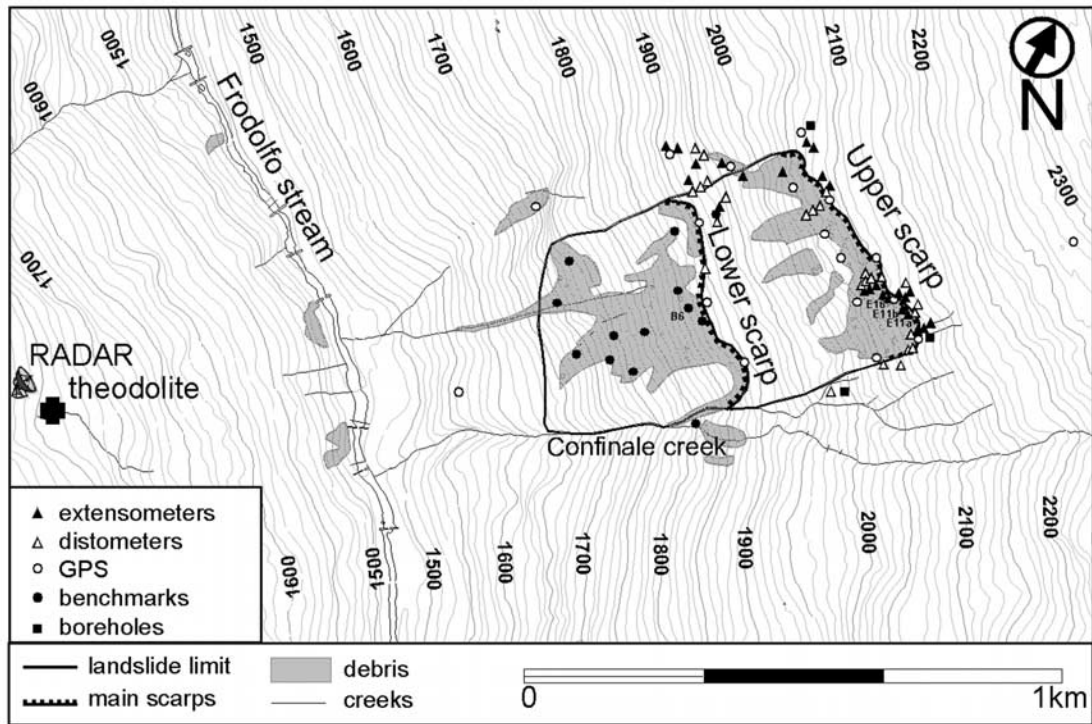 1500
1500
1600
1700
1800
1900
2000
2100
2200
1600
Frodolfo stream
N
Upper scarp
2300
1700
Lower scarp
E11b
E11a
B6
RADAR
theodolite
Confinale creek
1600
1500
1500
1600
1700
1800
1900
2000
2100
2200
extensometers
distometers
GPS
benchmarks
boreholes
landslide limit
main scarps
debris
creeks
0
1km